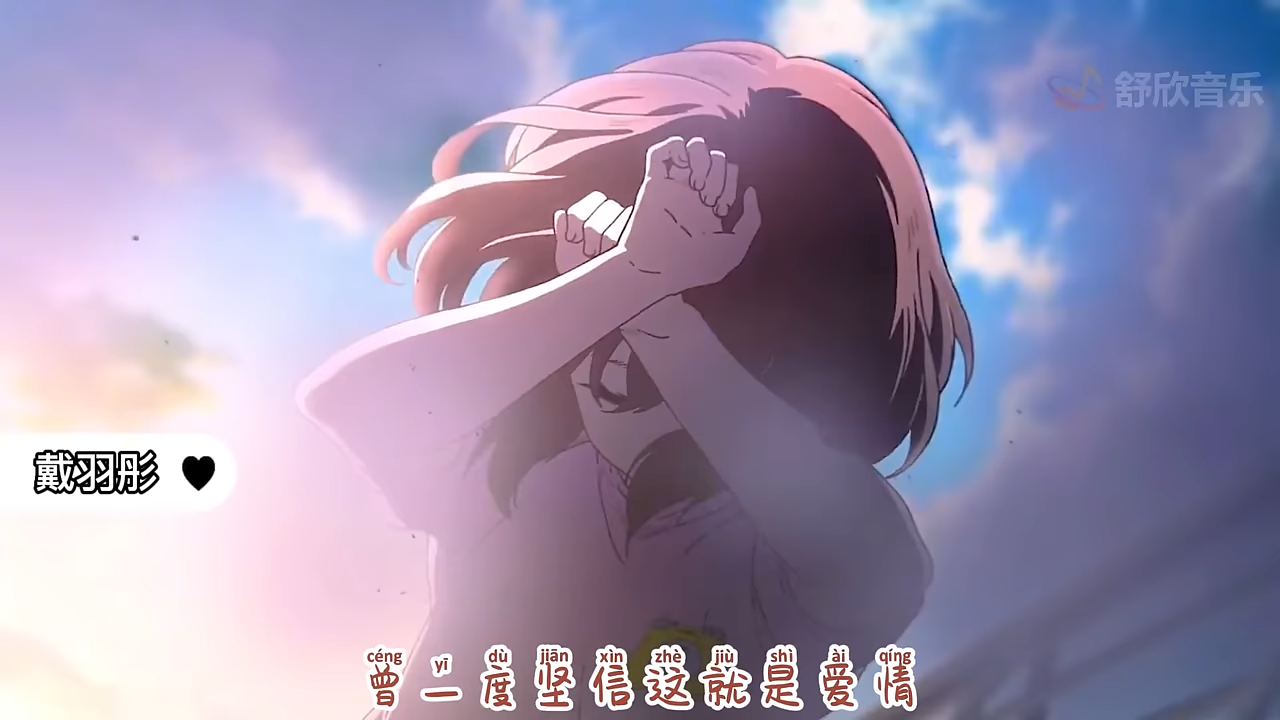 舒欣音乐
戴羽彤 ♥
céng yī dù jiān xìn zhè jiù shì ài qíng
曾一度坚信这就是爱情